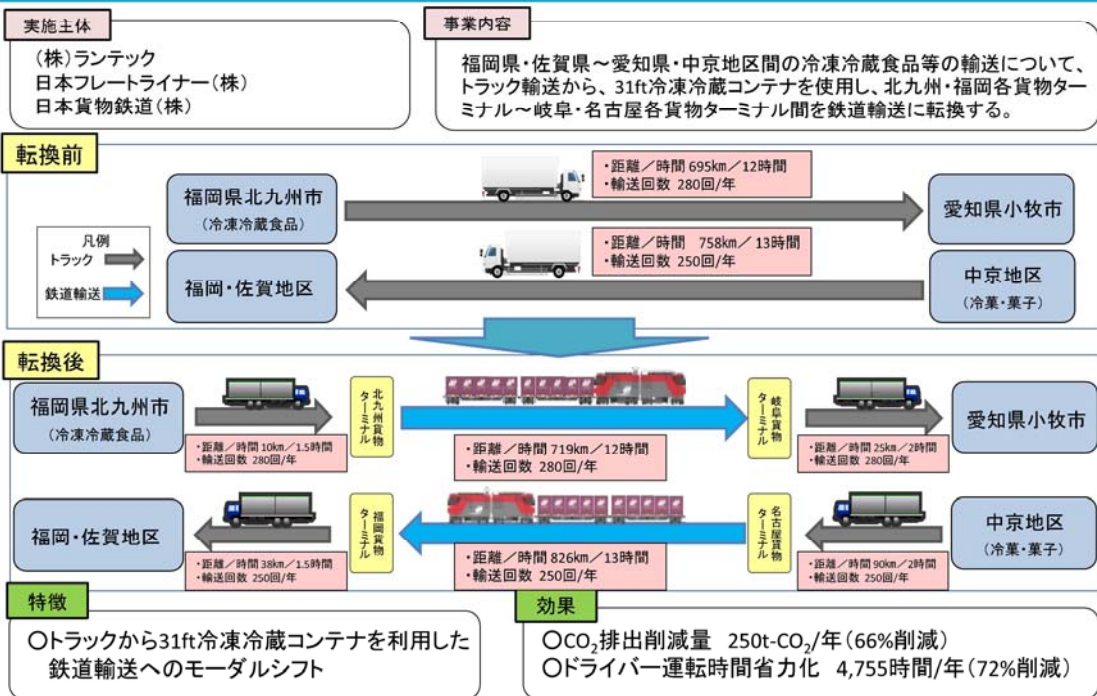 実施主体
(株)ランテック
日本フレートライナー(株)
日本貨物鉄道(株)
事業内容
福岡県・佐賀県～愛知県・中京地区間の冷凍冷蔵食品等の輸送について、
トラック輸送から、31ft冷凍冷蔵コンテナを使用し、北九州・福岡各貨物ター
ミナル～岐阜・名古屋各貨物ターミナル間を鉄道輸送に転換する。
転換前
福岡県北九州市
(冷凍冷蔵食品)
・距離/時間 695km/12時間
・輸送回数 280回/年
愛知県小牧市
凡例
トラック
鉄道輸送
福岡・佐賀地区
・距離/時間 758km/13時間
・輸送回数 250回/年
中京地区
(冷菓・菓子)
転換後
福岡県北九州市
(冷凍冷蔵食品)
・距離/時間 10km/1.5時間
・輸送回数 280回/年
北九州貨物
ターミナル
・距離/時間 719km/12時間
・輸送回数 280回/年
岐阜貨物
ターミナル
・距離/時間 25km/2時間
・輸送回数 280回/年
愛知県小牧市
福岡・佐賀地区
・距離/時間 38km/1.5時間
・輸送回数 250回/年
福岡貨物
ターミナル
・距離/時間 826km/13時間
・輸送回数 250回/年
名古屋貨物
ターミナル
・距離/時間 90km/2時間
・輸送回数 250回/年
中京地区
(冷菓・菓子)
特徴
○トラックから31ft冷凍冷蔵コンテナを利用した
鉄道輸送へのモーダルシフト
効果
○CO₂排出削減量 250t-CO₂/年(66%削減)
○ドライバー運転時間省力化 4,755時間/年(72%削減)